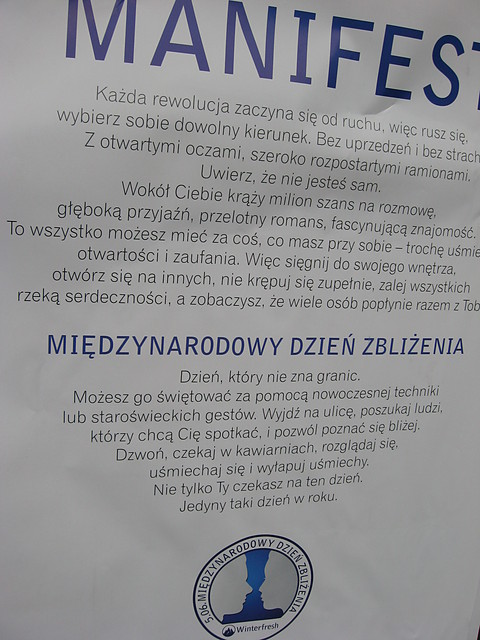 MANIFEST
Każda rewolucja zaczyna się od ruchu, więc rusz się,
wybierz sobie dowolny kierunek. Bez uprzedzeń i bez strach
Z otwartymi oczami, szeroko rozpostartymi ramionami.
Uwierz, że nie jesteś sam.
Wokół Ciebie krąży milion szans na rozmowę,
głęboką przyjaźń, przelotny romans, fascynującą znajomość.
To wszystko możesz mieć za coś, co masz przy sobie – trochę uśmie
otwartości i zaufania. Więc sięgnij do swojego wnętrza,
otwórz się na innych, nie krępuj się zupełnie, zalej wszystkich
rzeką serdeczności, a zobaczysz, że wiele osób popłynie razem z Tob
MIĘDZYNARODOWY DZIEŃ ZBLIŻENIA
Dzień, który nie zna granic.
Możesz go świętować za pomocą nowoczesnej techniki
lub staroświeckich gestów. Wyjdź na ulicę, poszukaj ludzi,
którzy chcą Cię spotkać, i pozwól poznać się bliżej.
Dzwoń, czekaj w kawiarniach, rozglądaj się,
uśmiechaj się i wyłapuj uśmiechy.
Nie tylko Ty czekasz na ten dzień.
Jedyny taki dzień w roku.
5.06. MIĘDZYNARODOWY DZIEŃ ZBLIŻENIA
Winterfresh